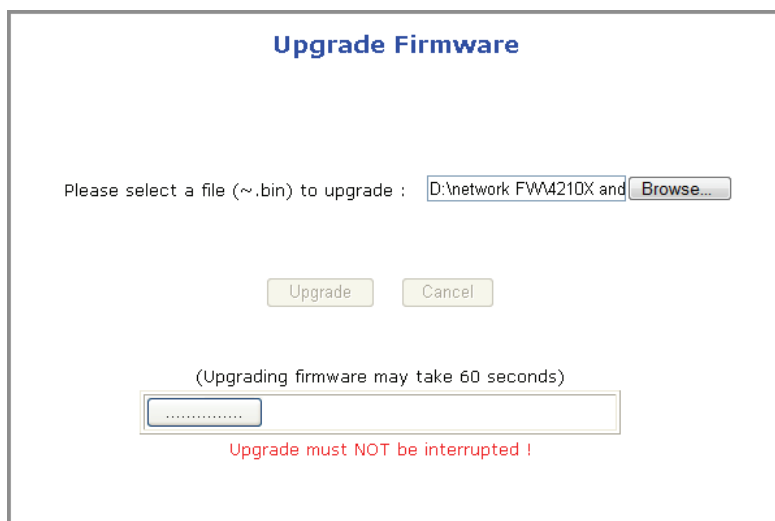 Upgrade Firmware
Please select a file (~.bin) to upgrade : D:\network FW\4210X and Browse...
Upgrade Cancel
(Upgrading firmware may take 60 seconds)
...............
Upgrade must NOT be interrupted !